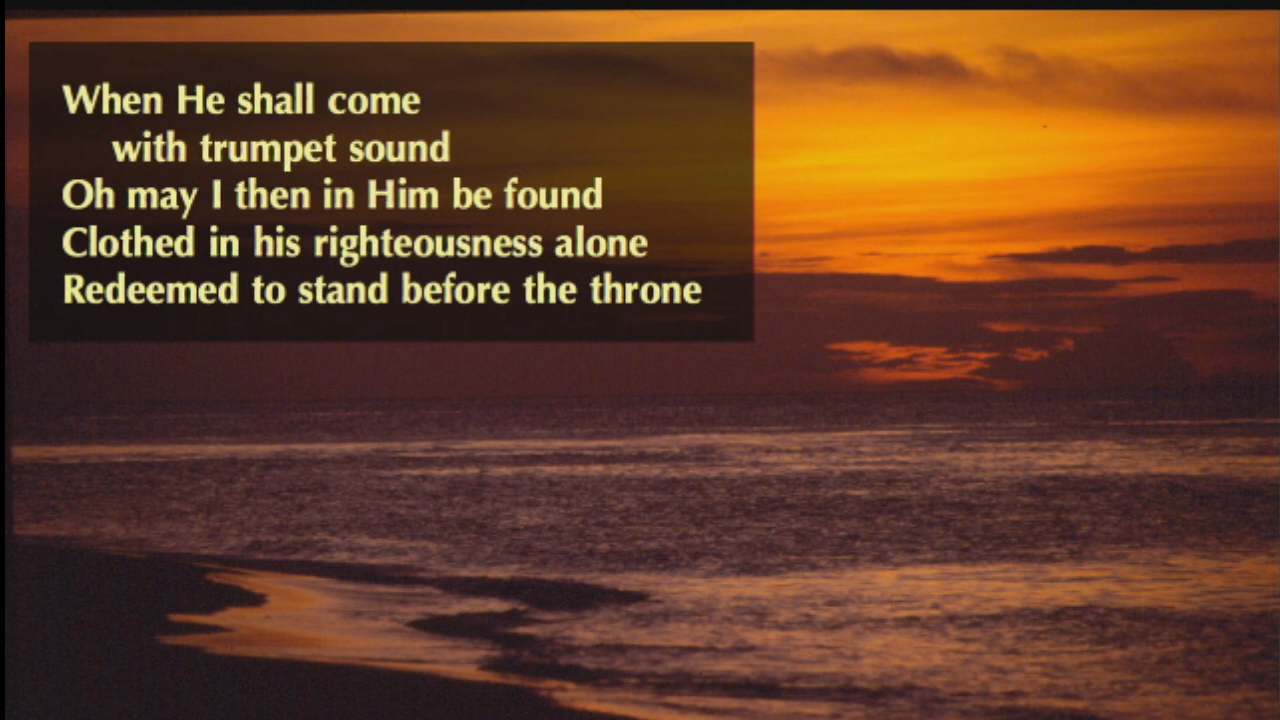 When He shall come
with trumpet sound
Oh may I then in Him be found
Clothed in his righteousness alone
Redeemed to stand before the throne